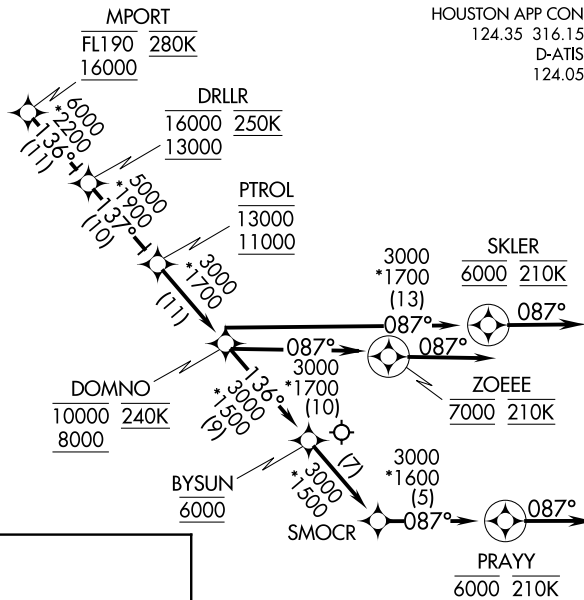 MPORT
FL190 280K
16000
HOUSTON APP CON
124.35 316.15
D-ATIS
124.05
6000
*2200
136°
(11)
DRLLR
16000 250K
13000
5000
*1900
137°
(10)
PTROL
13000
11000
3000
*1700
(11)
3000
*1700
(13)
087°
SKLER
6000 210K
087°
087°
3000
*1700
(10)
087°
ZOEEE
7000 210K
DOMNO
10000 240K
8000
136°
3000
*1500
(9)
BYSUN
6000
(7)
3000
*1500
SMOCR
3000
*1600
(5)
087°
087°
PRAYY
6000 210K